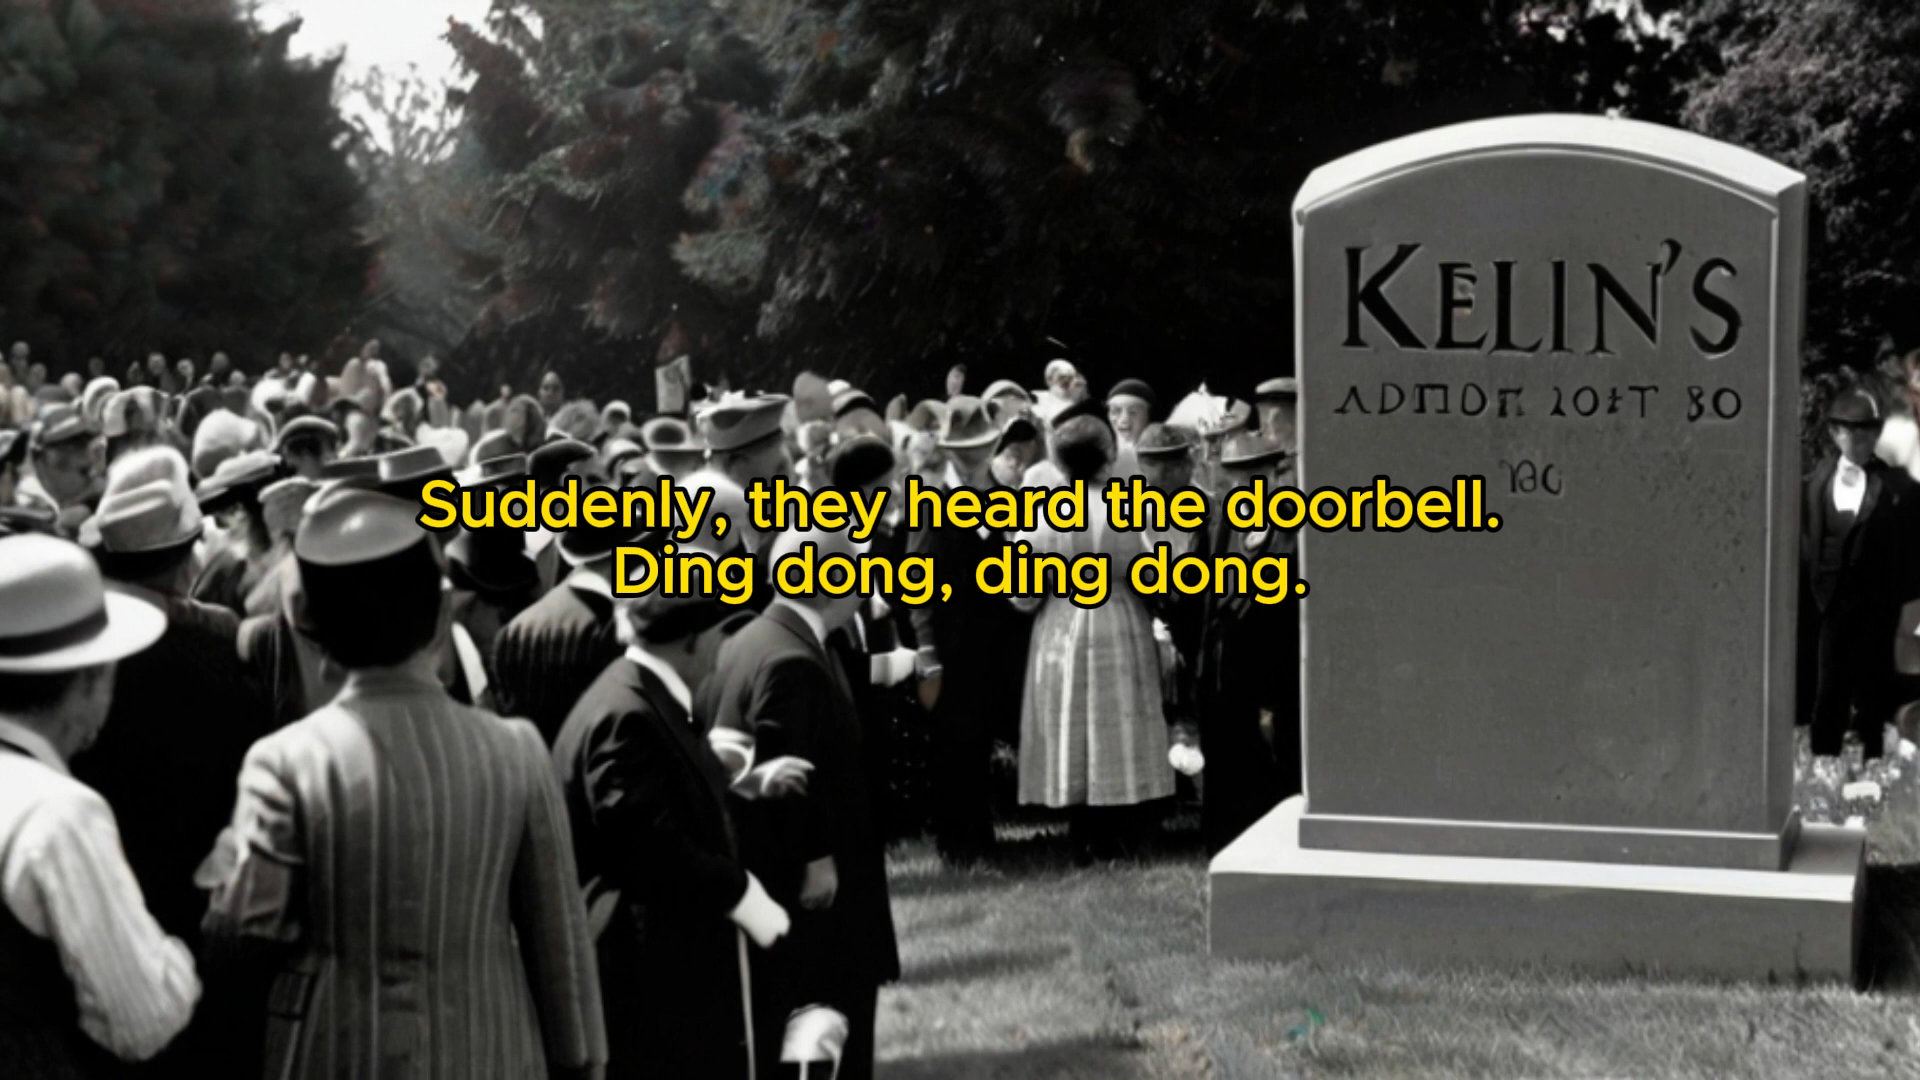 KELIN'S
Suddenly, they heard the doorbell.
Ding dong, ding dong.